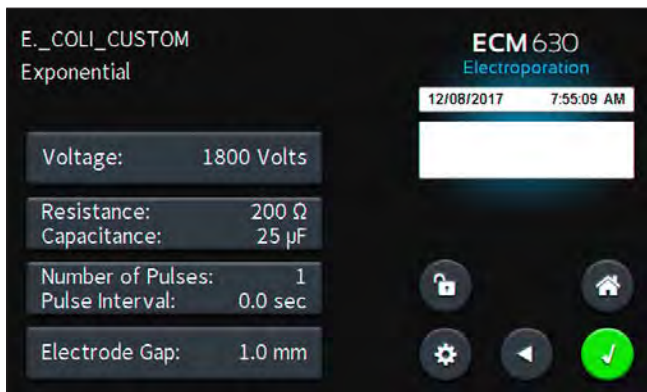 E._COLI_CUSTOM
Exponential
Voltage: 1800 Volts
Resistance: 200 Ω
Capacitance: 25 µF
Number of Pulses: 1
Pulse Interval: 0.0 sec
Electrode Gap: 1.0 mm
ECM 630
Electroporation
12/08/2017 7:55:09 AM